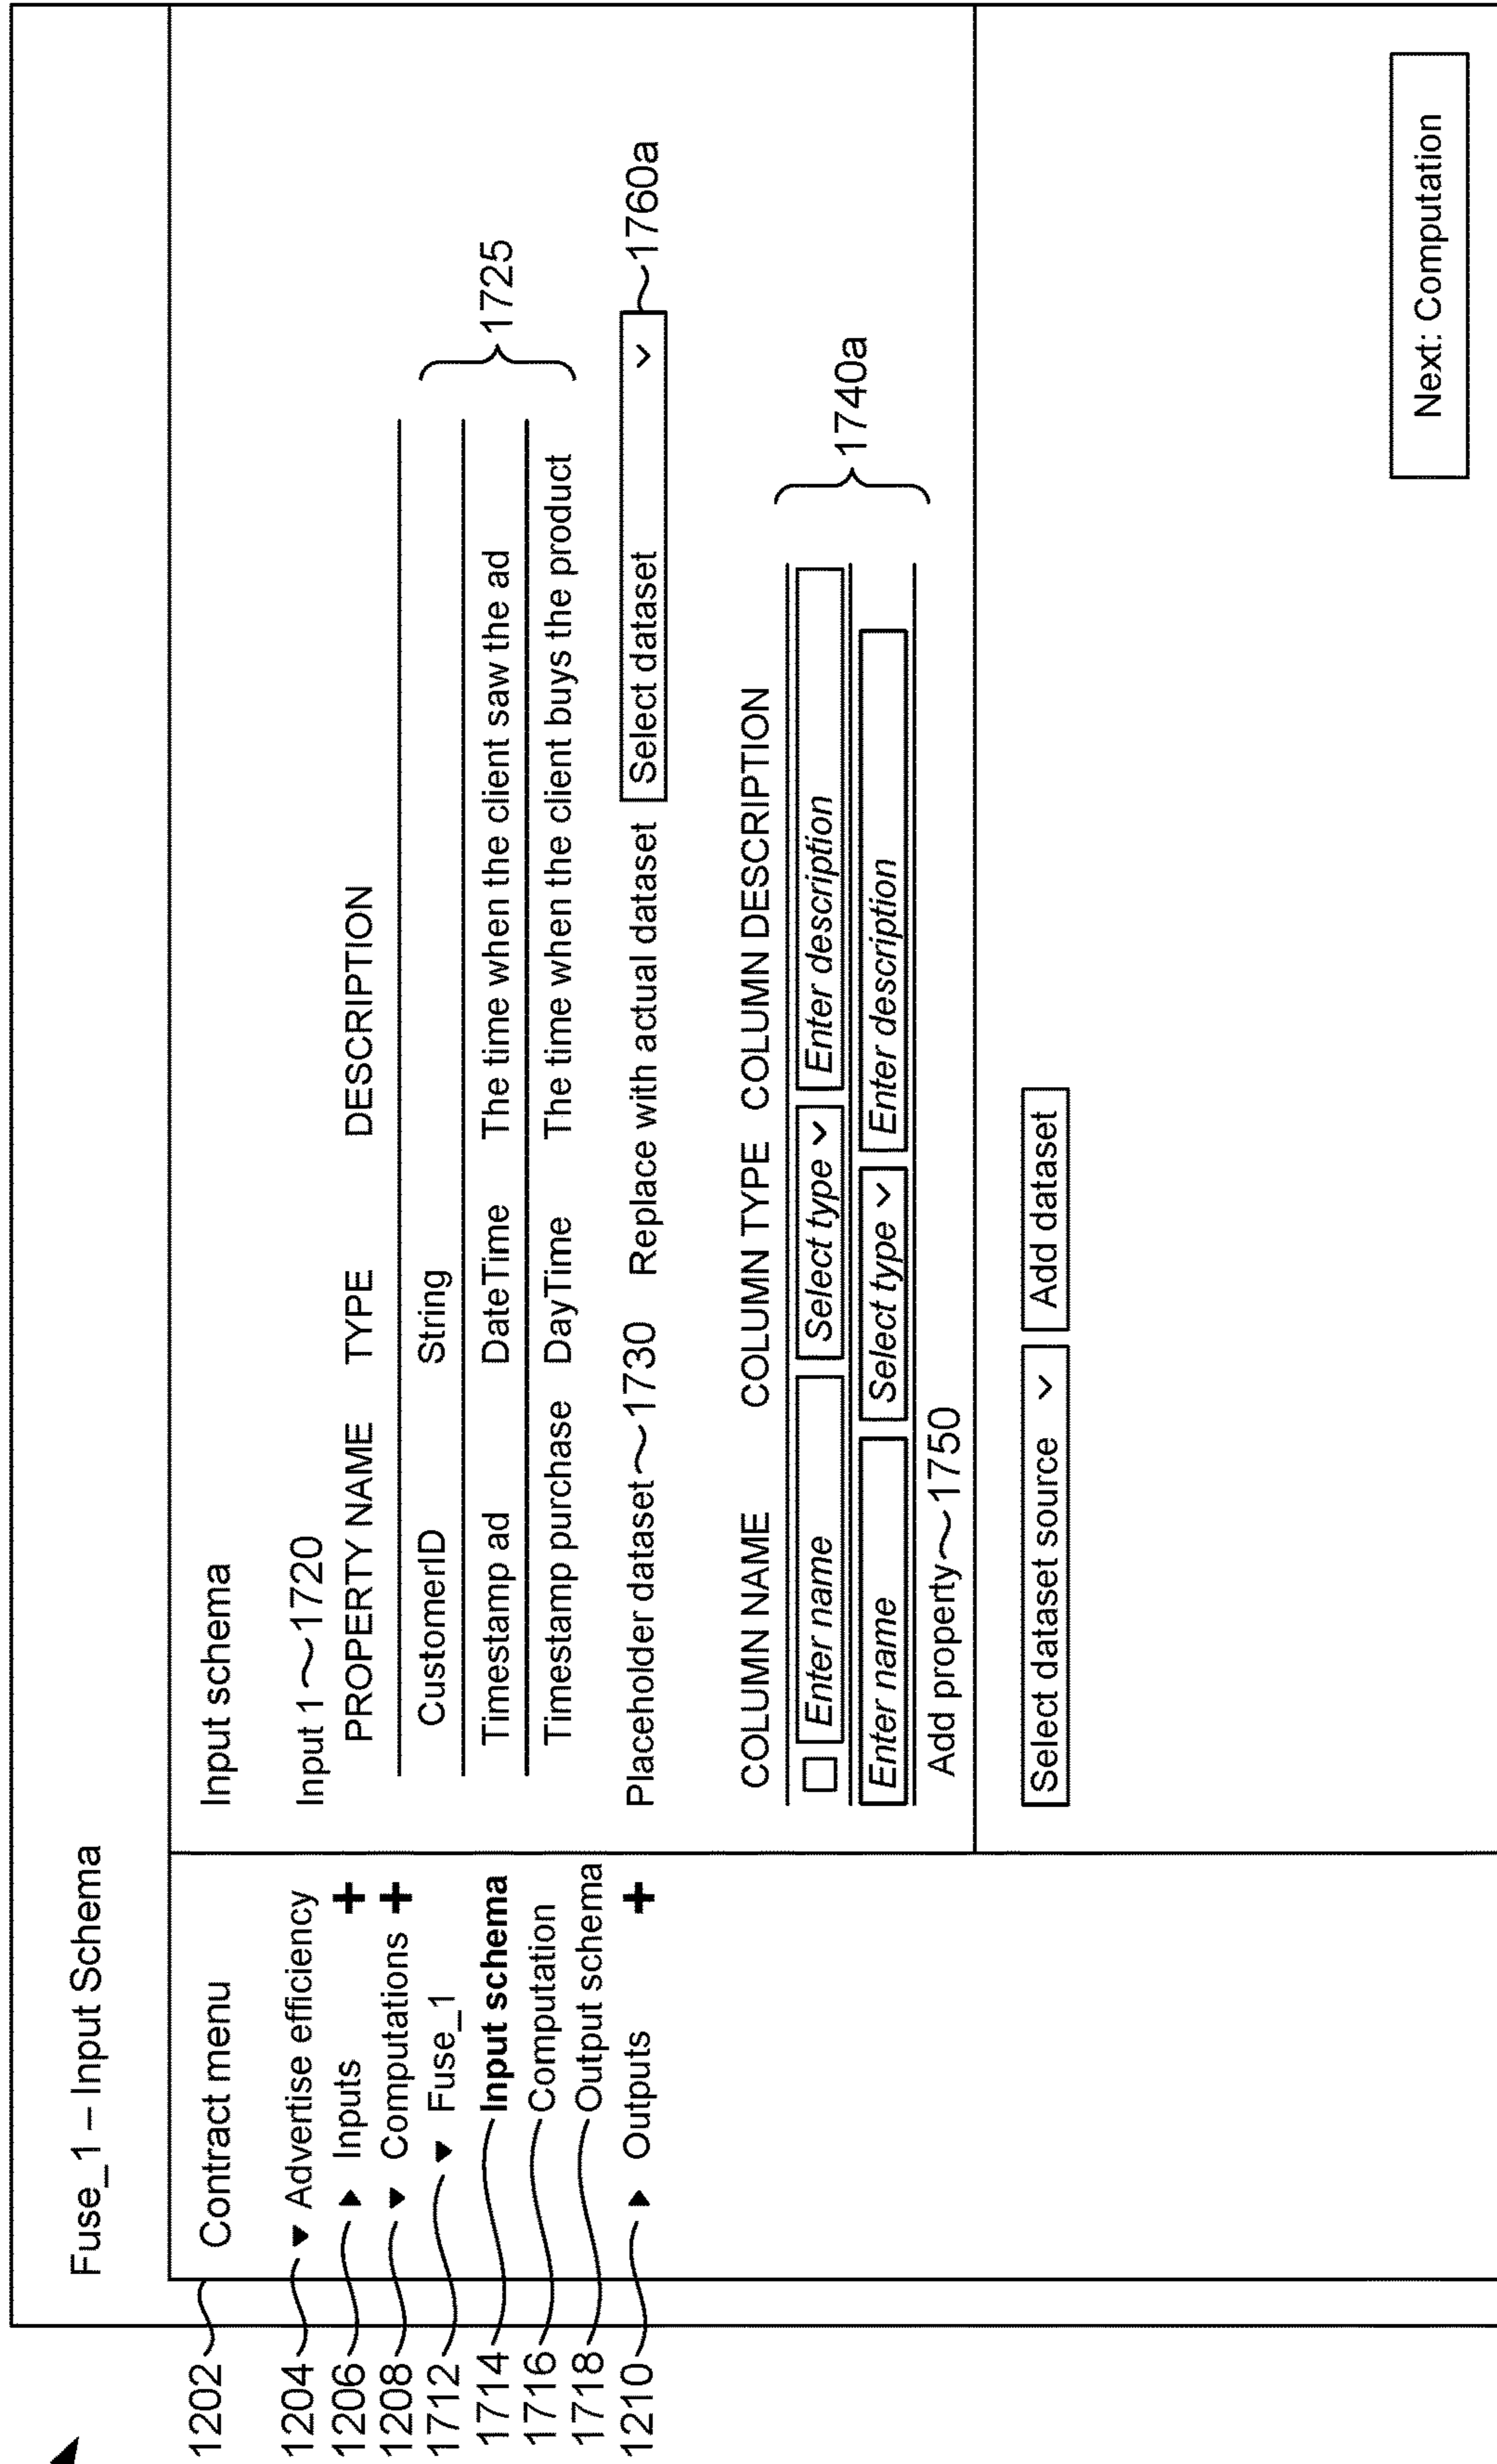 Fuse_1 – Input Schema
1202
Contract menu
1204
Advertise efficiency
1206
Inputs +
1208
Computations +
1712
Fuse_1
1714
Input schema
1716
Computation
1718
Output schema
1210
Outputs +
Input schema
Input 1~1720
PROPERTY NAME TYPE DESCRIPTION
CustomerID String
Timestamp ad DateTime The time when the client saw the ad
Timestamp purchase DayTime The time when the client buys the product
1725
Placeholder dataset~1730 Replace with actual dataset Select dataset ~1760a
COLUMN NAME COLUMN TYPE COLUMN DESCRIPTION
Enter name Select type Enter description
Enter name Select type Enter description
1740a
Add property~1750
Select dataset source Add dataset
Next: Computation